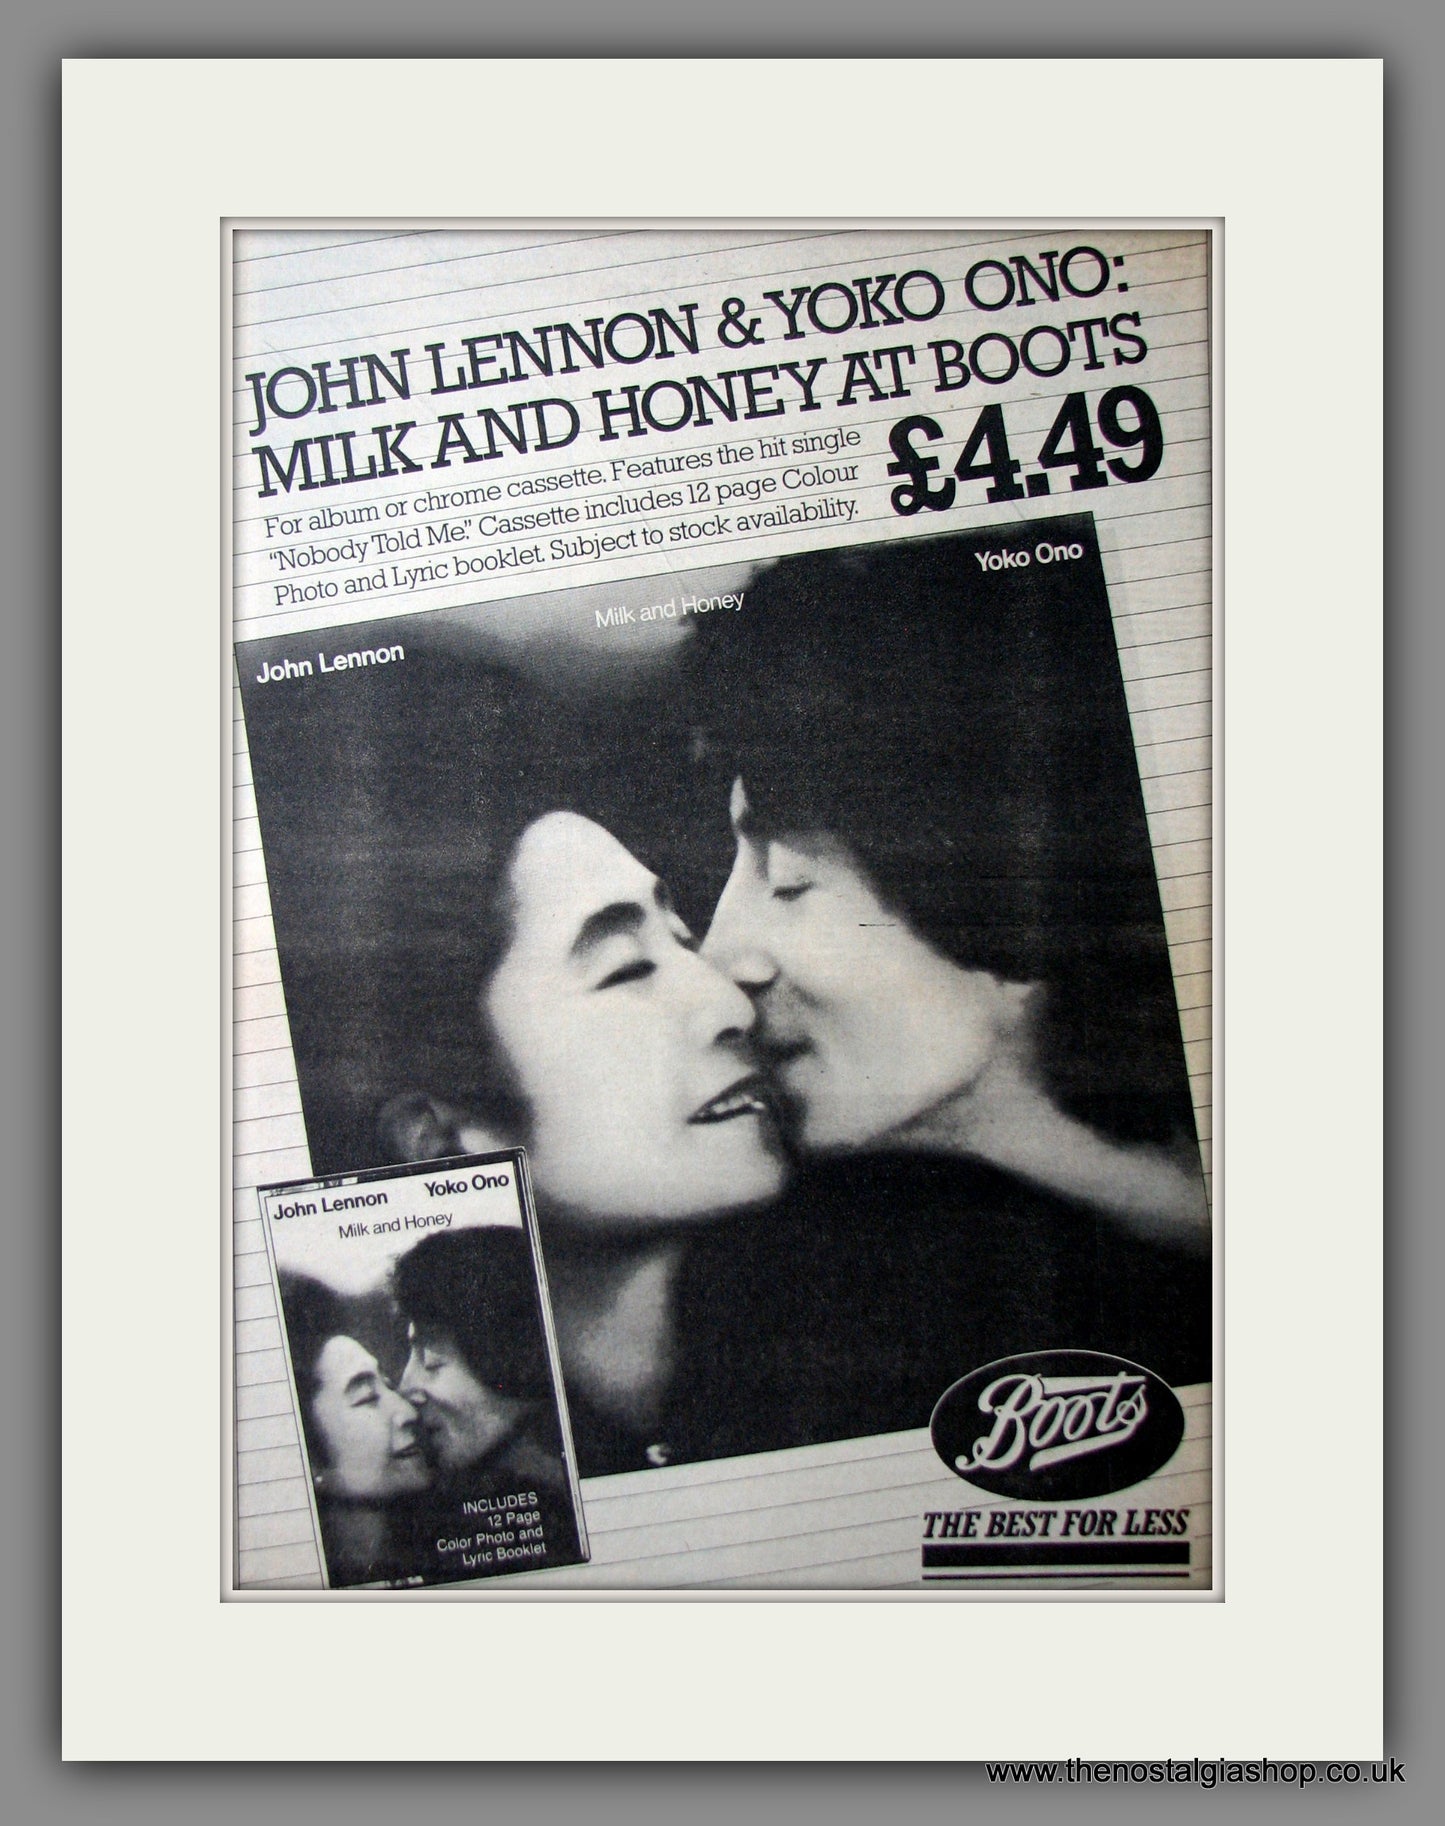 JOHN LENNON & YOKO ONO:
MILK AND HONEY AT BOOTS
For album or chrome cassette. Features the hit single
“Nobody Told Me.” Cassette includes 12 page Colour
Photo and Lyric booklet. Subject to stock availability.
£4.49
John Lennon
Milk and Honey
Yoko Ono
John Lennon Yoko Ono
Milk and Honey
INCLUDES
12 Page
Color Photo and
Lyric Booklet
Boots
THE BEST FOR LESS
www.thenostalgiashop.co.uk